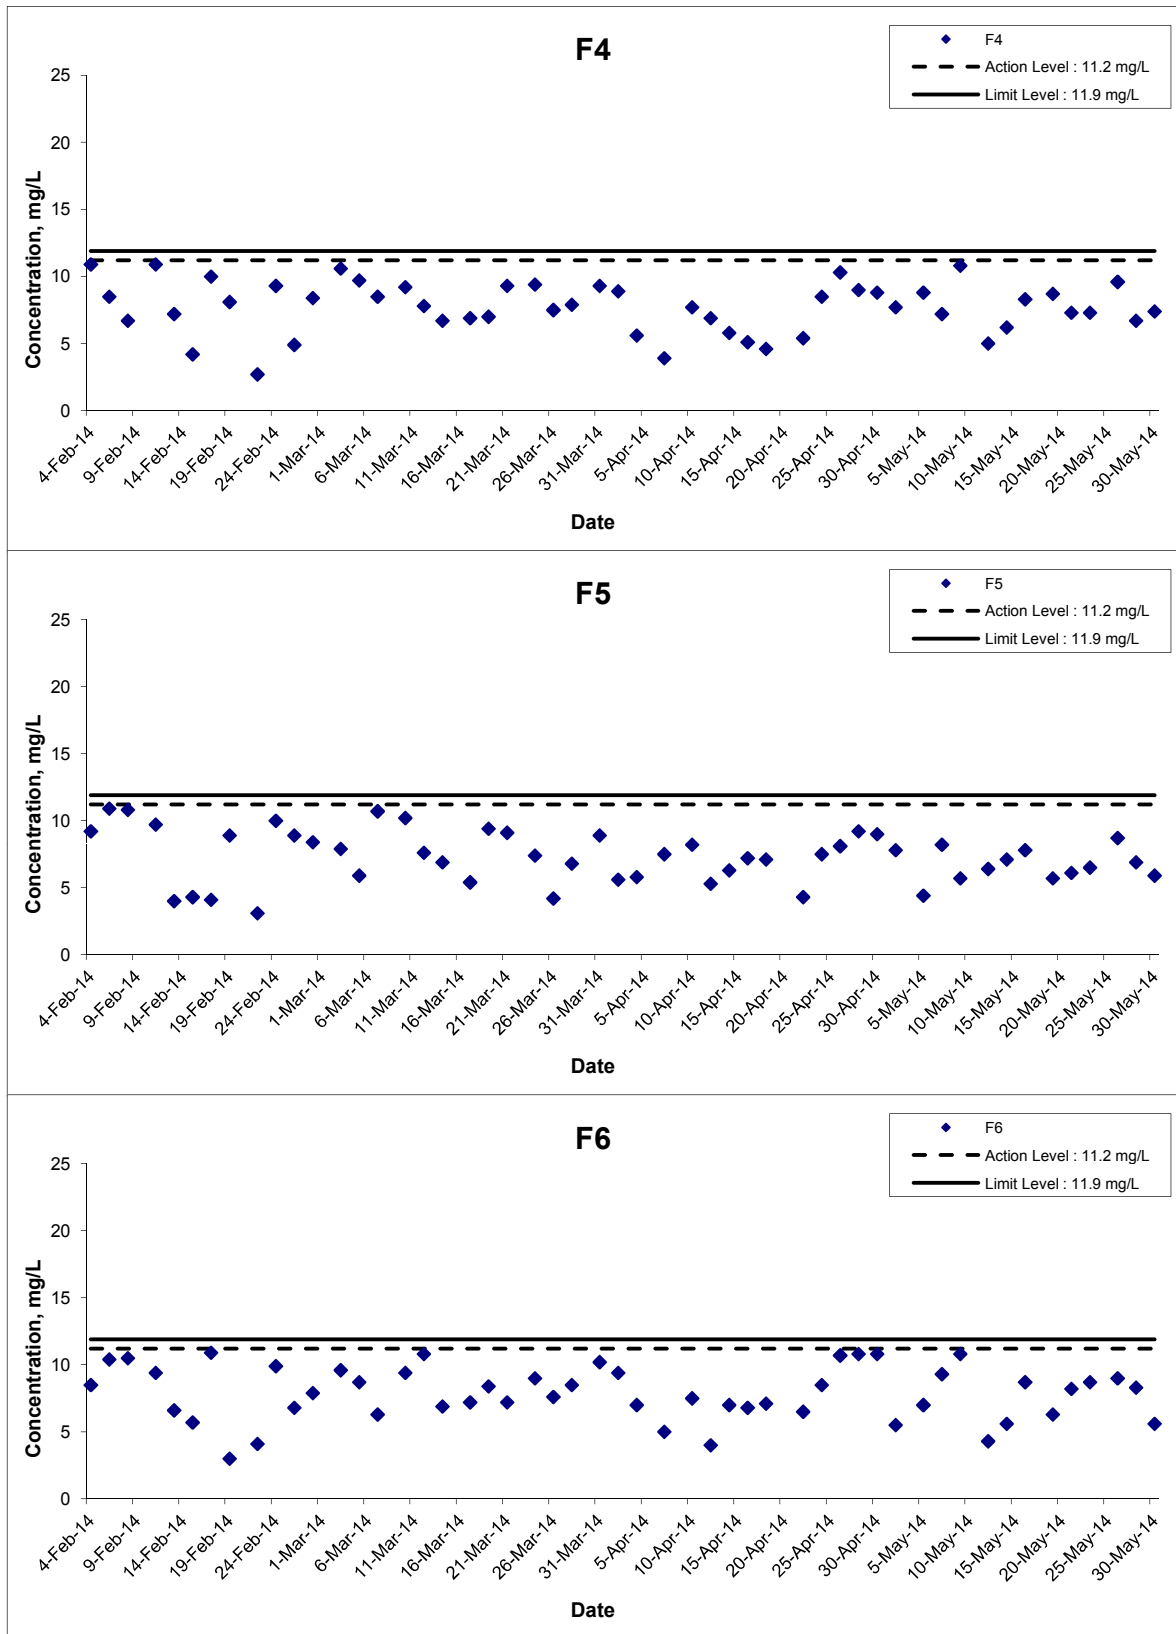 F4
F4
Action Level : 11.2 mg/L
Limit Level : 11.9 mg/L
Concentration, mg/L
25
20
15
10
5
0
4-Feb-14
9-Feb-14
14-Feb-14
19-Feb-14
24-Feb-14
1-Mar-14
6-Mar-14
11-Mar-14
16-Mar-14
21-Mar-14
26-Mar-14
31-Mar-14
5-Apr-14
10-Apr-14
15-Apr-14
20-Apr-14
25-Apr-14
30-Apr-14
5-May-14
10-May-14
15-May-14
20-May-14
25-May-14
30-May-14
Date
F5
F5
Action Level : 11.2 mg/L
Limit Level : 11.9 mg/L
Concentration, mg/L
25
20
15
10
5
0
4-Feb-14
9-Feb-14
14-Feb-14
19-Feb-14
24-Feb-14
1-Mar-14
6-Mar-14
11-Mar-14
16-Mar-14
21-Mar-14
26-Mar-14
31-Mar-14
5-Apr-14
10-Apr-14
15-Apr-14
20-Apr-14
25-Apr-14
30-Apr-14
5-May-14
10-May-14
15-May-14
20-May-14
25-May-14
30-May-14
Date
F6
F6
Action Level : 11.2 mg/L
Limit Level : 11.9 mg/L
Concentration, mg/L
25
20
15
10
5
0
4-Feb-14
9-Feb-14
14-Feb-14
19-Feb-14
24-Feb-14
1-Mar-14
6-Mar-14
11-Mar-14
16-Mar-14
21-Mar-14
26-Mar-14
31-Mar-14
5-Apr-14
10-Apr-14
15-Apr-14
20-Apr-14
25-Apr-14
30-Apr-14
5-May-14
10-May-14
15-May-14
20-May-14
25-May-14
30-May-14
Date